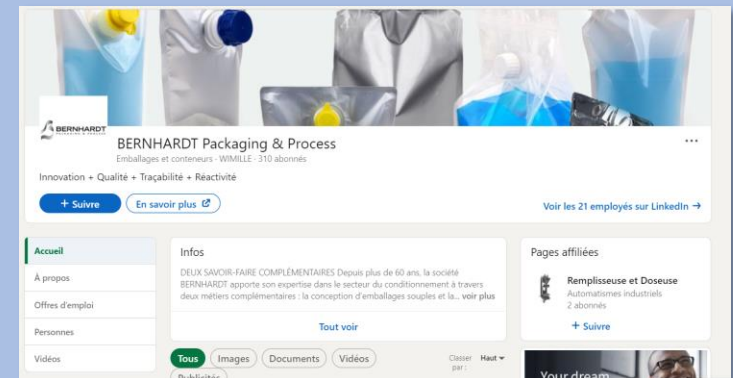 BERNHARDT
PACKAGING & PROCESS
BERNHARDT Packaging & Process
Emballages et conteneurs - WIMILLE - 310 abonnés
Innovation + Qualité + Traçabilité + Réactivité
+ Suivre
En savoir plus
Voir les 21 employés sur LinkedIn →
Accueil
À propos
Offres d'emploi
Personnes
Vidéos
Infos
DEUX SAVOIR-FAIRE COMPLÉMENTAIRES Depuis plus de 60 ans, la société
BERNHARDT apporte son expertise dans le secteur du conditionnement à travers
deux métiers complémentaires : la conception d'emballages souples et la... voir plus
Tout voir
Tous
Images
Documents
Vidéos
Classer par :
Haut
Publicités
Pages affiliées
Remplisseuse et Doseuse
Automatismes industriels
2 abonnés
+ Suivre
Your dream